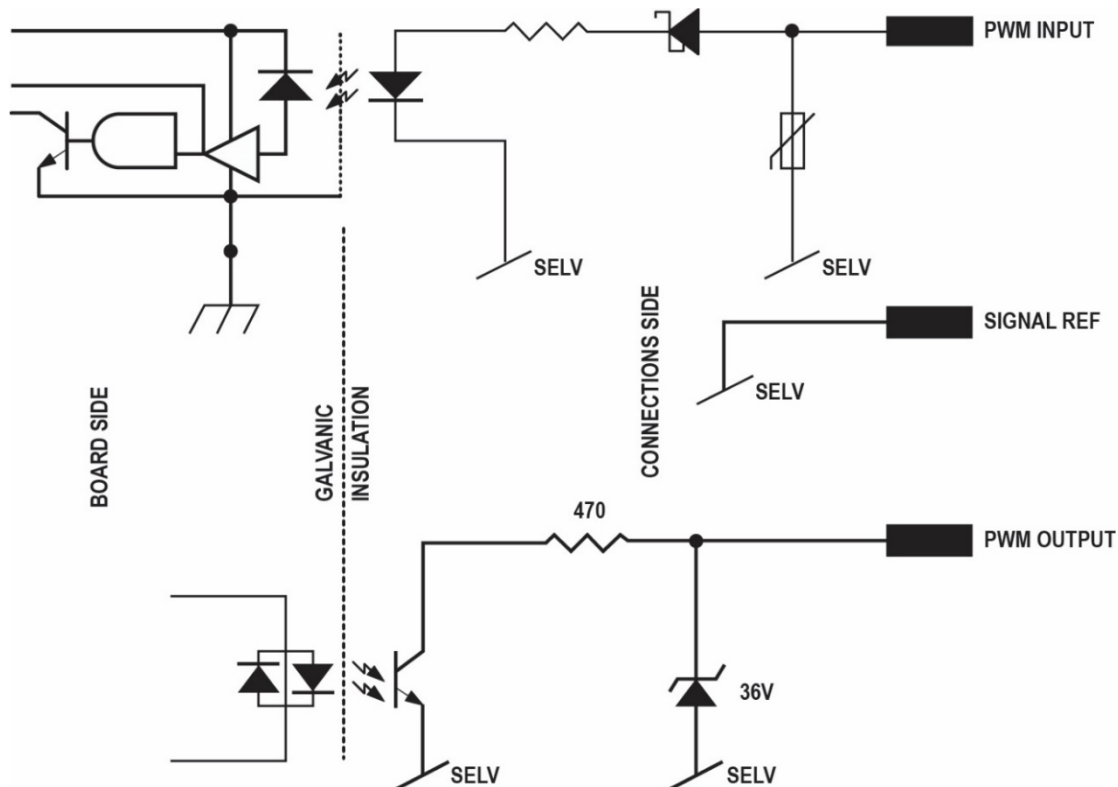 PWM INPUT
SELV
SELV
SIGNAL REF
SELV
BOARD SIDE
GALVANIC
INSULATION
CONNECTIONS SIDE
470
PWM OUTPUT
36V
SELV
SELV